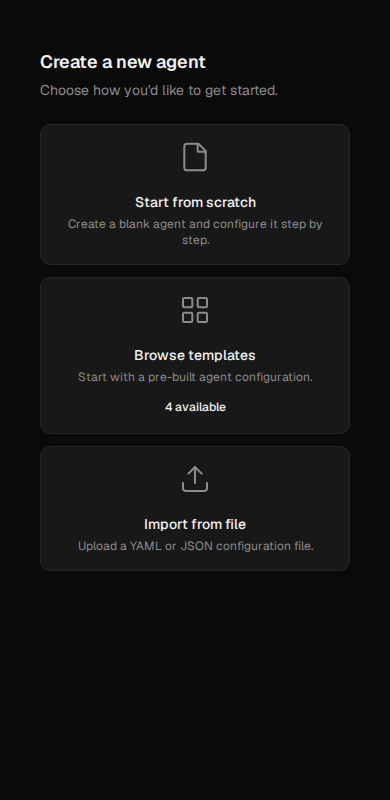 Create a new agent
Choose how you'd like to get started.
Start from scratch
Create a blank agent and configure it step by
step.
Browse templates
Start with a pre-built agent configuration.
4 available
Import from file
Upload a YAML or JSON configuration file.